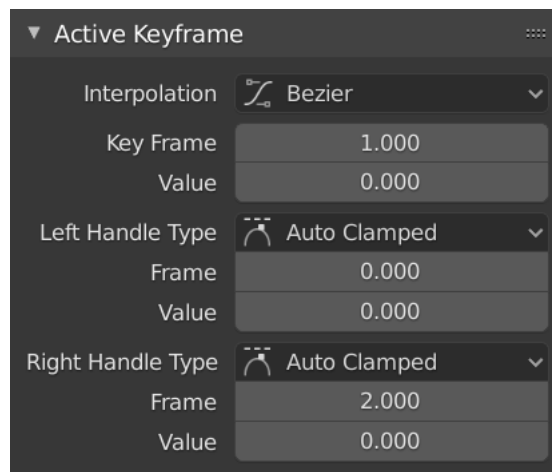 Active Keyframe
Interpolation Bezier
Key Frame 1.000
Value 0.000
Left Handle Type Auto Clamped
Frame 0.000
Value 0.000
Right Handle Type Auto Clamped
Frame 2.000
Value 0.000